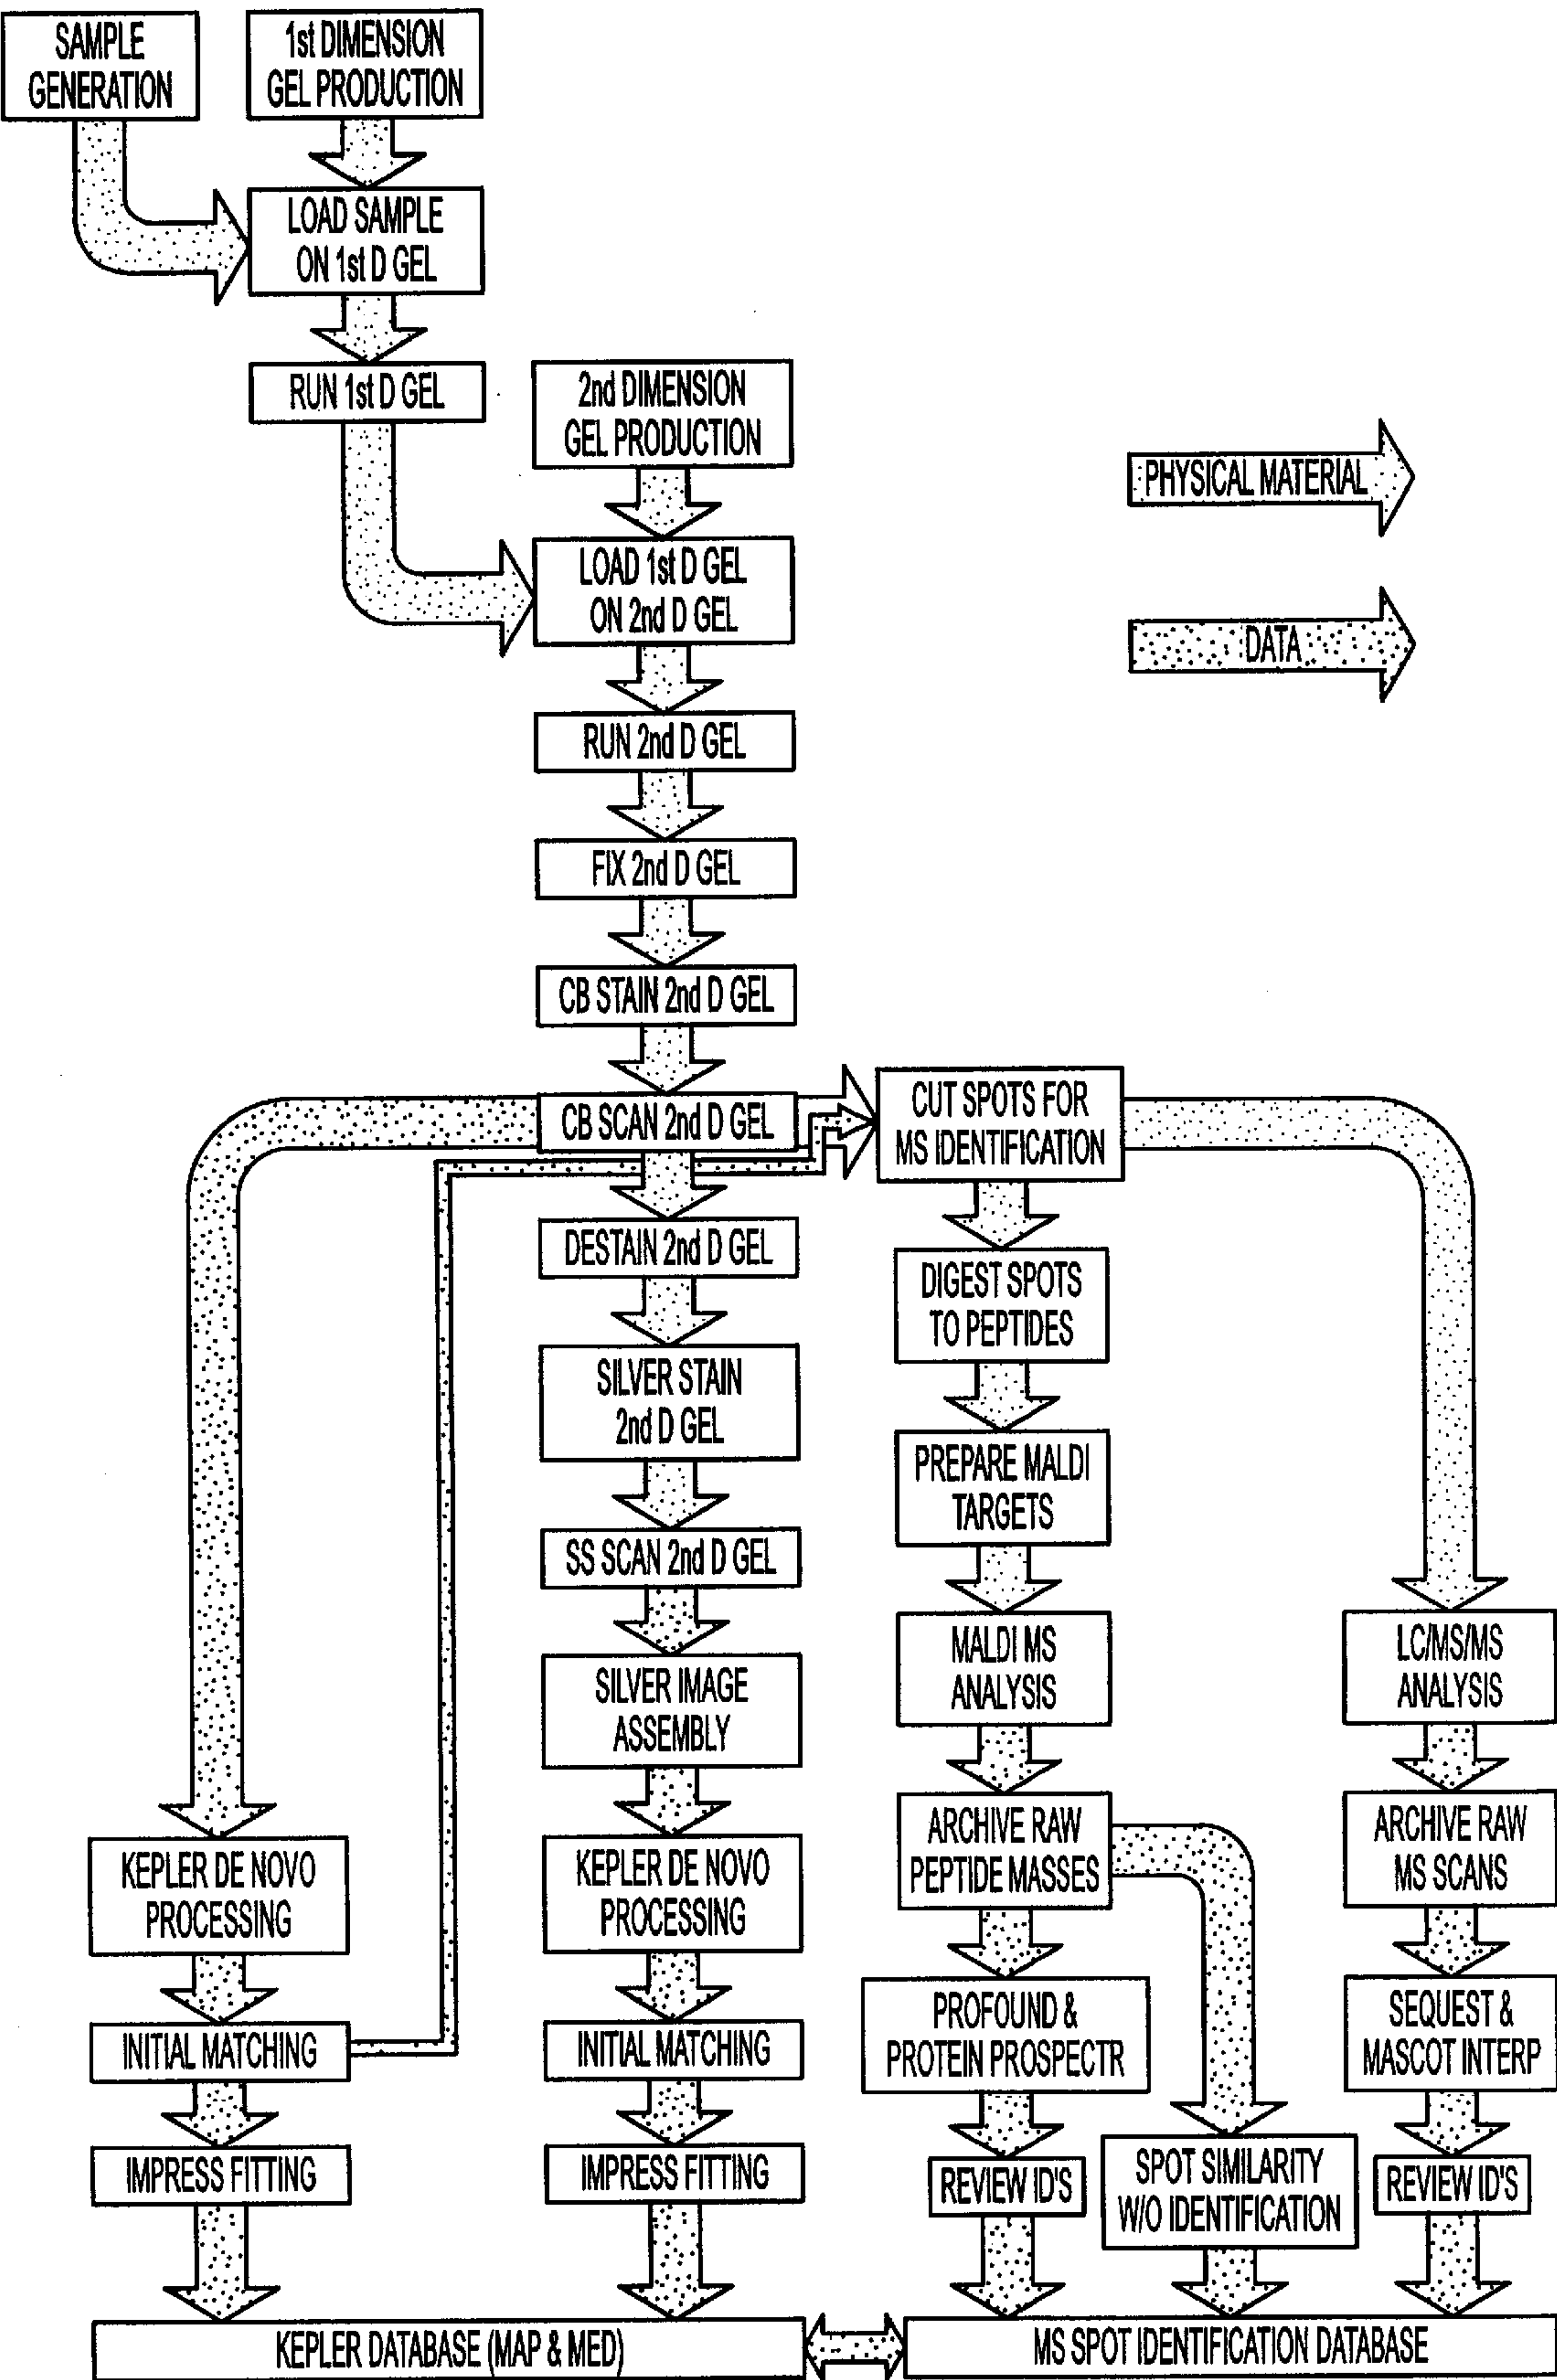 SAMPLE
GENERATION
1st DIMENSION
GEL PRODUCTION
LOAD SAMPLE
ON 1st D GEL
RUN 1st D GEL
2nd DIMENSION
GEL PRODUCTION
PHYSICAL MATERIAL
LOAD 1st D GEL
ON 2nd D GEL
DATA
RUN 2nd D GEL
FIX 2nd D GEL
CB STAIN 2nd D GEL
CB SCAN 2nd D GEL
CUT SPOTS FOR
MS IDENTIFICATION
DESTAIN 2nd D GEL
DIGEST SPOTS
TO PEPTIDES
SILVER STAIN
2nd D GEL
PREPARE MALDI
TARGETS
SS SCAN 2nd D GEL
MALDI MS
ANALYSIS
LC/MS/MS
ANALYSIS
SILVER IMAGE
ASSEMBLY
ARCHIVE RAW
PEPTIDE MASSES
ARCHIVE RAW
MS SCANS
KEPLER DE NOVO
PROCESSING
KEPLER DE NOVO
PROCESSING
PROFOUND &
PROTEIN PROSPECTR
SEQUEST &
MASCOT INTERP
INITIAL MATCHING
INITIAL MATCHING
IMPRESS FITTING
IMPRESS FITTING
REVIEW ID'S
SPOT SIMILARITY
W/O IDENTIFICATION
REVIEW ID'S
KEPLER DATABASE (MAP & MED)
MS SPOT IDENTIFICATION DATABASE